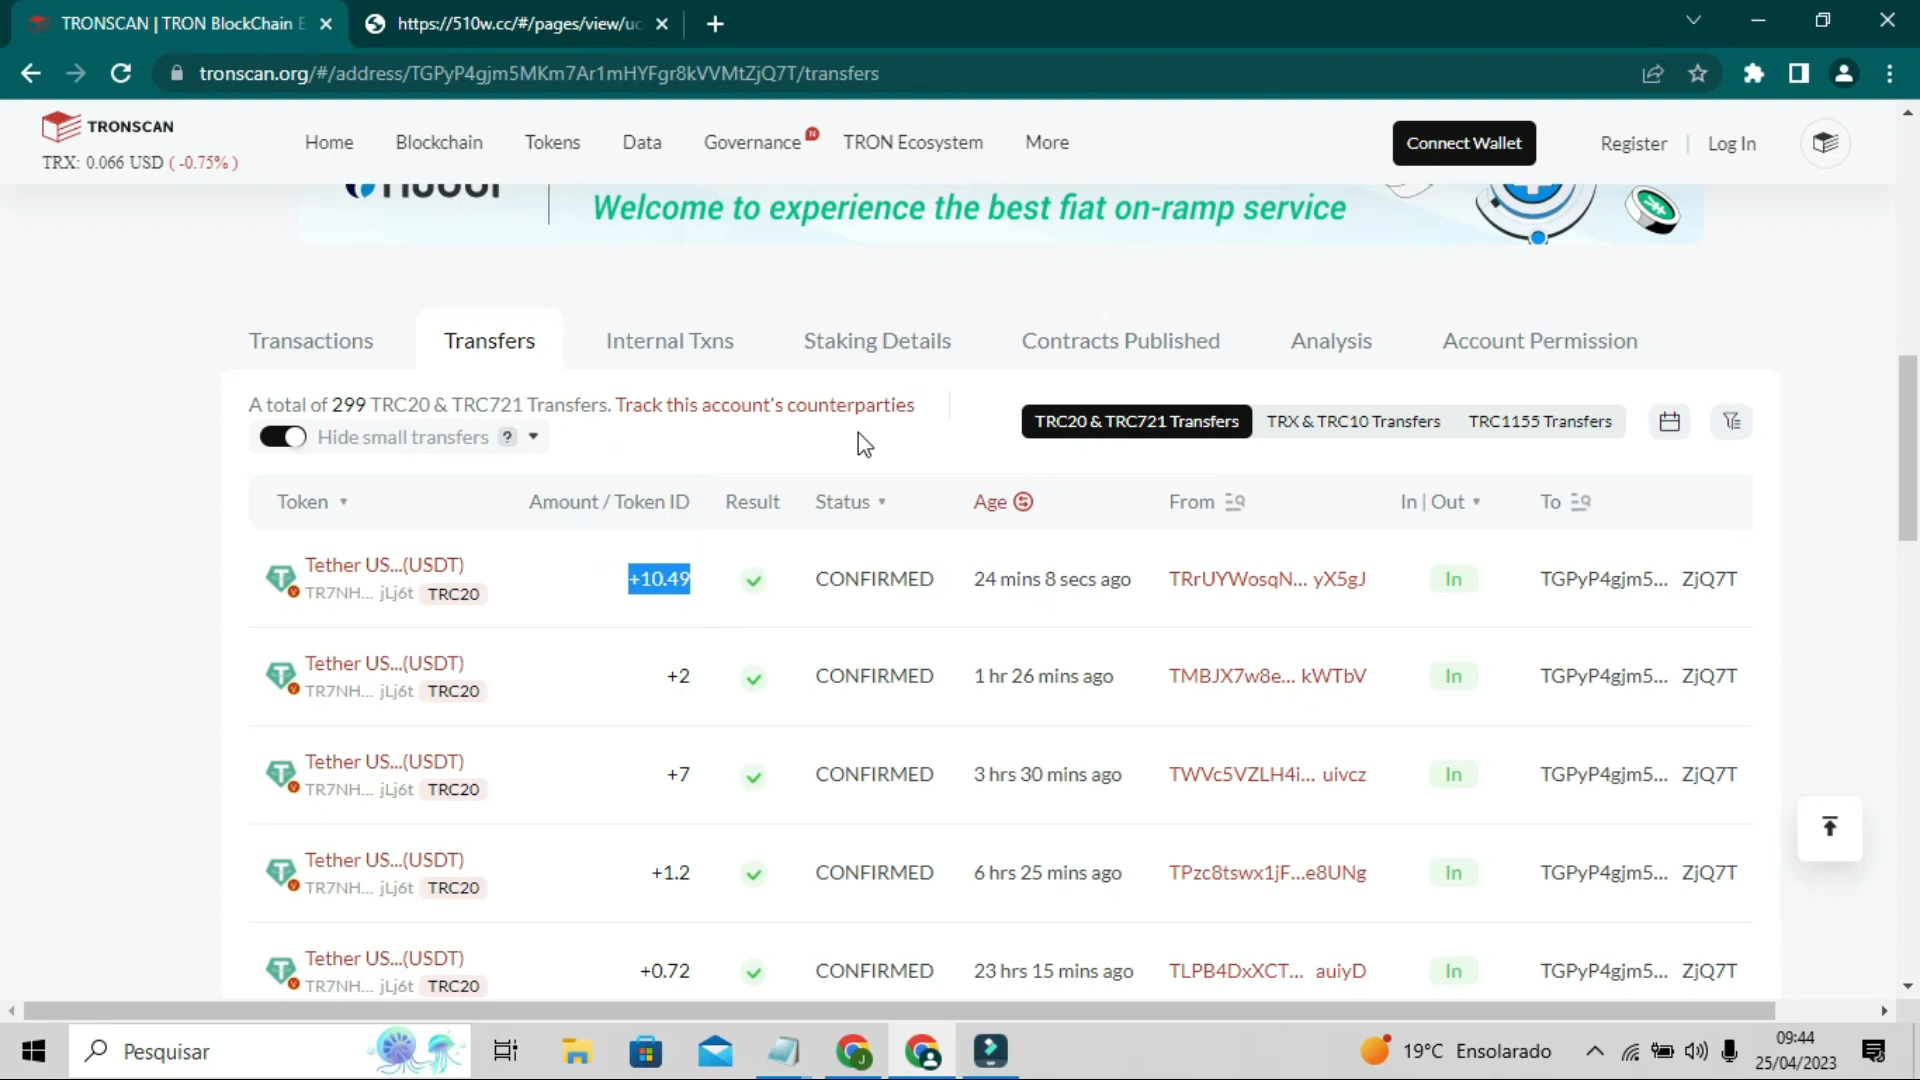 TRONSCAN | TRON BlockChain E
https://510w.cc/#/pages/view/uc
tronscan.org/#/address/TGPyP4gjm5MKm7Ar1mHYFgr8kVVMtZjQ7T/transfers
TRONSCAN
TRX: 0.066 USD ( -0.75% )
Home Blockchain Tokens Data Governance N TRON Ecosystem More
Connect Wallet Register | Log In
Welcome to experience the best fiat on-ramp service
Transactions Transfers Internal Txns Staking Details Contracts Published Analysis Account Permission
A total of 299 TRC20 & TRC721 Transfers. Track this account's counterparties
Hide small transfers ?
TRC20 & TRC721 Transfers TRX & TRC10 Transfers TRC1155 Transfers
Token Amount / Token ID Result Status Age From In | Out To
Tether US...(USDT)
TR7NH... jLj6t TRC20 +10.49 CONFIRMED 24 mins 8 secs ago TRrUYWosqN... yX5gJ In TGPyP4gjm5... ZjQ7T
Tether US...(USDT)
TR7NH... jLj6t TRC20 +2 CONFIRMED 1 hr 26 mins ago TMBJX7w8e... kWTbV In TGPyP4gjm5... ZjQ7T
Tether US...(USDT)
TR7NH... jLj6t TRC20 +7 CONFIRMED 3 hrs 30 mins ago TWVc5VZLH4i... uivcz In TGPyP4gjm5... ZjQ7T
Tether US...(USDT)
TR7NH... jLj6t TRC20 +1.2 CONFIRMED 6 hrs 25 mins ago TPzc8tswx1jF...e8UNg In TGPyP4gjm5... ZjQ7T
Tether US...(USDT)
TR7NH... jLj6t TRC20 +0.72 CONFIRMED 23 hrs 15 mins ago TLPB4DxXCT... auiyD In TGPyP4gjm5... ZjQ7T
Pesquisar
19°C Ensolarado
09:44
25/04/2023